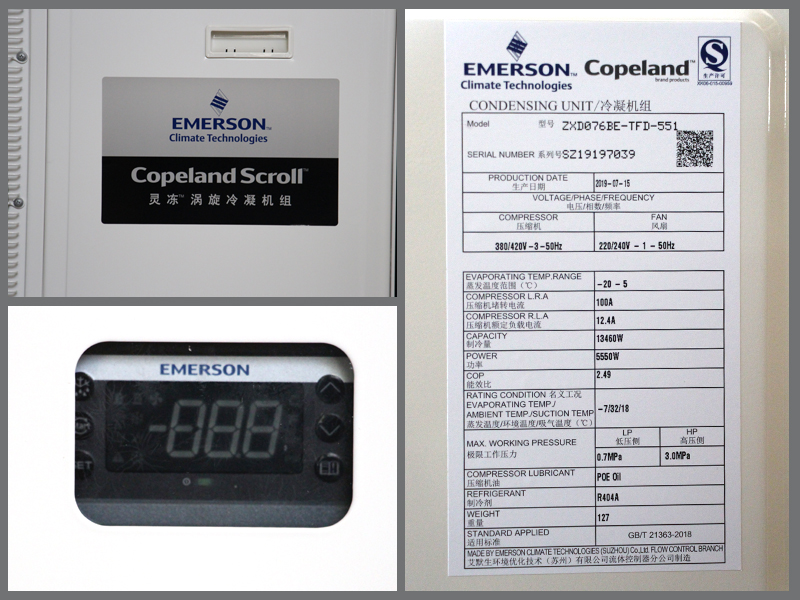 EMERSON™
Climate Technologies
Copeland Scroll™
灵冻™ 涡旋冷凝机组
EMERSON
-888
SET
EMERSON™
Climate Technologies
Copeland™
brand products
生产许可
CONDENSING UNIT/冷凝机组
Model 型号 ZXD076BE-TFD-551
SERIAL NUMBER 系列号 SZ19197039
PRODUCTION DATE
生产日期
2019-07-15
VOLTAGE/PHASE/FREQUENCY
电压/相数/频率
COMPRESSOR
压缩机
FAN
风扇
380/420V-3-50Hz
220/240V - 1 - 50Hz
EVAPORATING TEMP.RANGE
蒸发温度范围（℃）
-20 - 5
COMPRESSOR L.R.A
压缩机堵转电流
100A
COMPRESSOR R.L.A
压缩机额定负载电流
12.4A
CAPACITY
制冷量
13460W
POWER
功率
5550W
COP
能效比
2.49
RATING CONDITION 名义工况
EVAPORATING TEMP./
AMBIENT TEMP./SUCTION TEMP
蒸发温度/环境温度/吸气温度（℃）
-7/32/18
MAX. WORKING PRESSURE
极限工作压力
LP
低压侧
HP
高压侧
0.7MPa
3.0MPa
COMPRESSOR LUBRICANT
压缩机油
POE Oil
REFRIGERANT
制冷剂
R404A
WEIGHT
重量
127
STANDARD APPLIED
适用标准
GB/T 21363-2018
MADE BY EMERSON CLIMATE TECHNOLOGIES (SUZHOU) Co,Ltd. FLOW CONTROL BRANCH
艾默生环境优化技术（苏州）有限公司流体控制器分公司制造